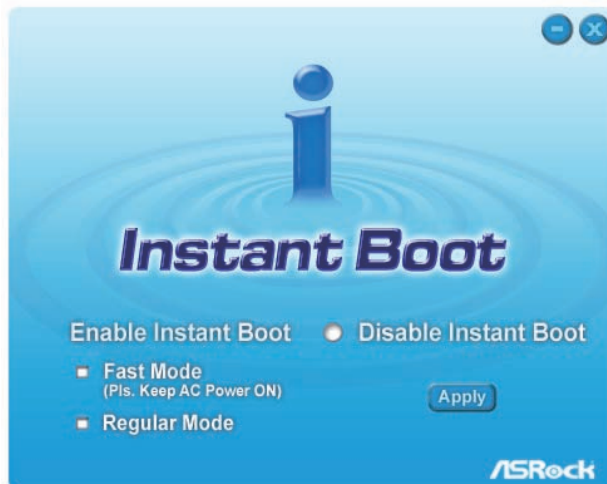 i
Instant Boot
Enable Instant Boot
Disable Instant Boot
Fast Mode
(Pls. Keep AC Power ON)
Apply
Regular Mode
ASRock